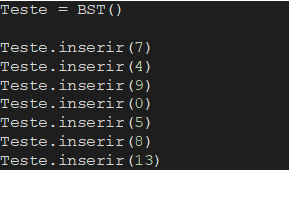 Teste = BST()
Teste.inserir(7)
Teste.inserir(4)
Teste.inserir(9)
Teste.inserir(0)
Teste.inserir(5)
Teste.inserir(8)
Teste.inserir(13)